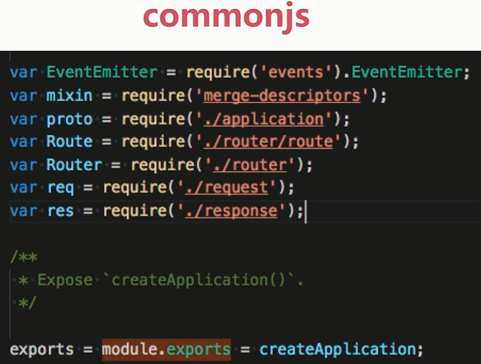 commonjs
var EventEmitter = require('events').EventEmitter;
var mixin = require('merge-descriptors');
var proto = require('./application');
var Route = require('./router/route');
var Router = require('./router');
var req = require('./request');
var res = require('./response');
/**
 * Expose `createApplication()`.
 */
exports = module.exports = createApplication;